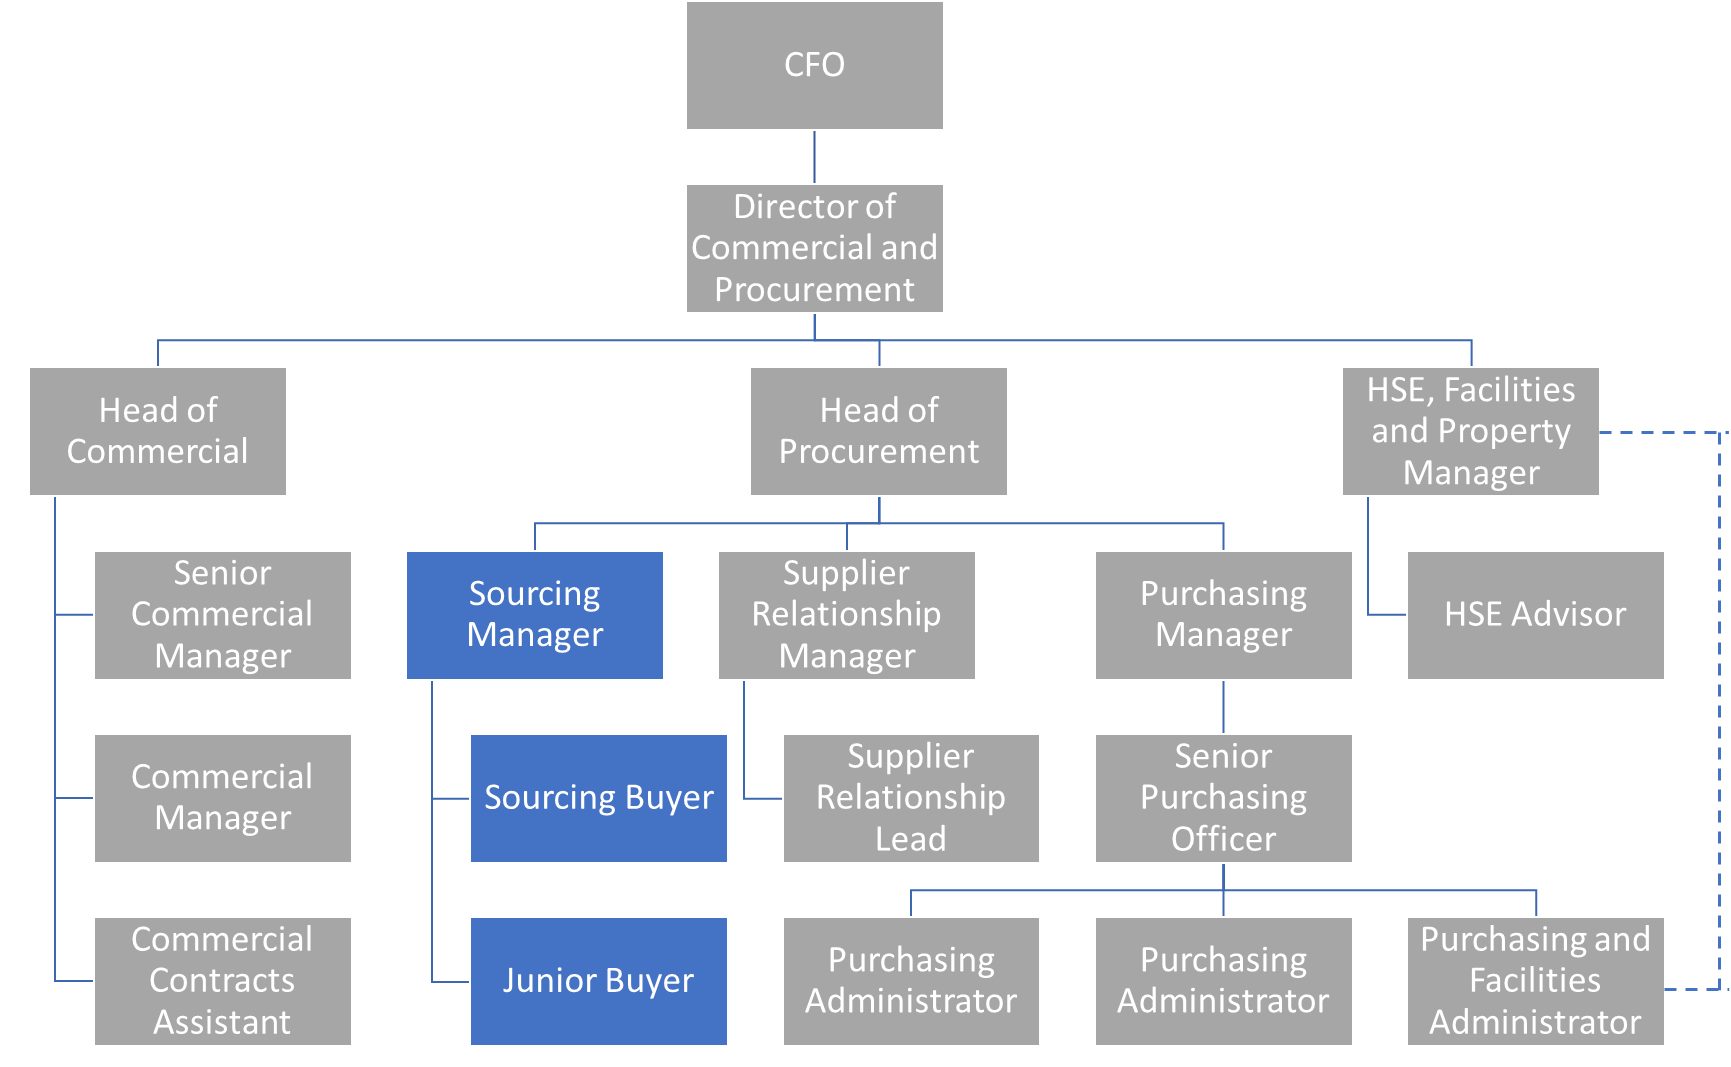 CFO
Director of
Commercial and
Procurement
Head of
Commercial
Head of
Procurement
HSE, Facilities
and Property
Manager
Senior
Commercial
Manager
Sourcing
Manager
Supplier
Relationship
Manager
Purchasing
Manager
HSE Advisor
Commercial
Manager
Sourcing Buyer
Supplier
Relationship
Lead
Senior
Purchasing
Officer
Commercial
Contracts
Assistant
Junior Buyer
Purchasing
Administrator
Purchasing
Administrator
Purchasing and
Facilities
Administrator